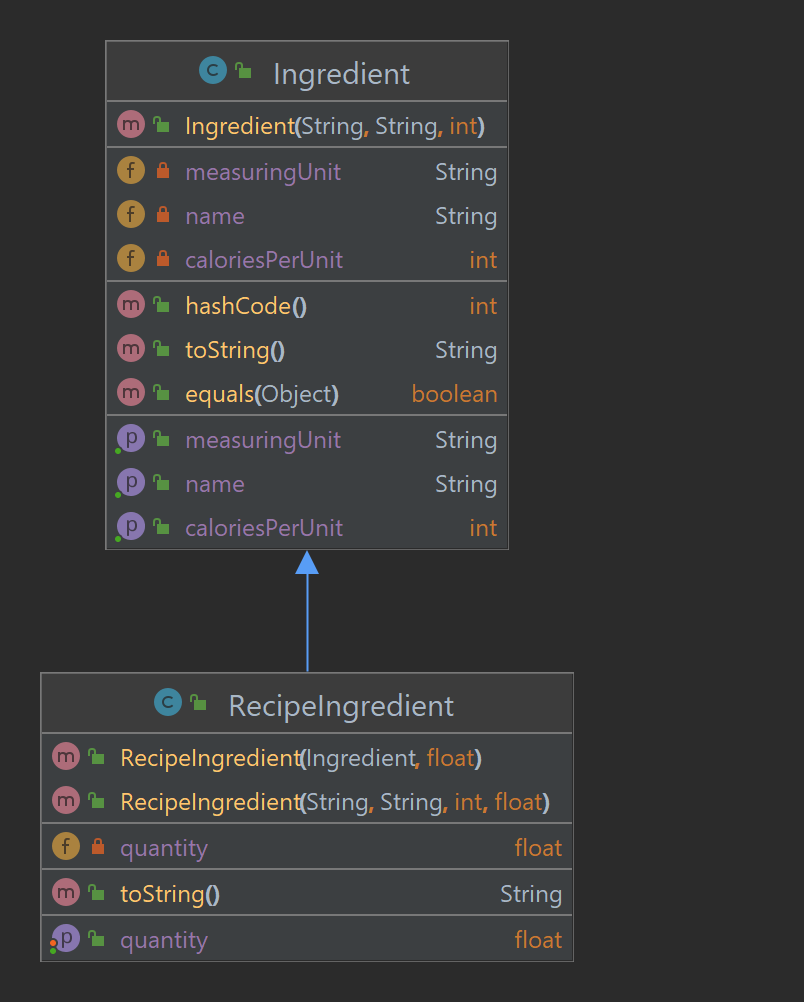 C Ingredient
m Ingredient(String, String, int)
f measuringUnit String
f name String
f caloriesPerUnit int
m hashCode() int
m toString() String
m equals(Object) boolean
p measuringUnit String
p name String
p caloriesPerUnit int
C RecipeIngredient
m RecipeIngredient(Ingredient, float)
m RecipeIngredient(String, String, int, float)
f quantity float
m toString() String
p quantity float